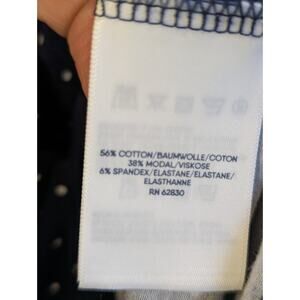 56% COTTON/BAUMWOLLE/COTON
38% MODAL/VISKOSE
6% SPANDEX/ELASTANE/ELASTANE/
ELASTHANNE
RN 62830